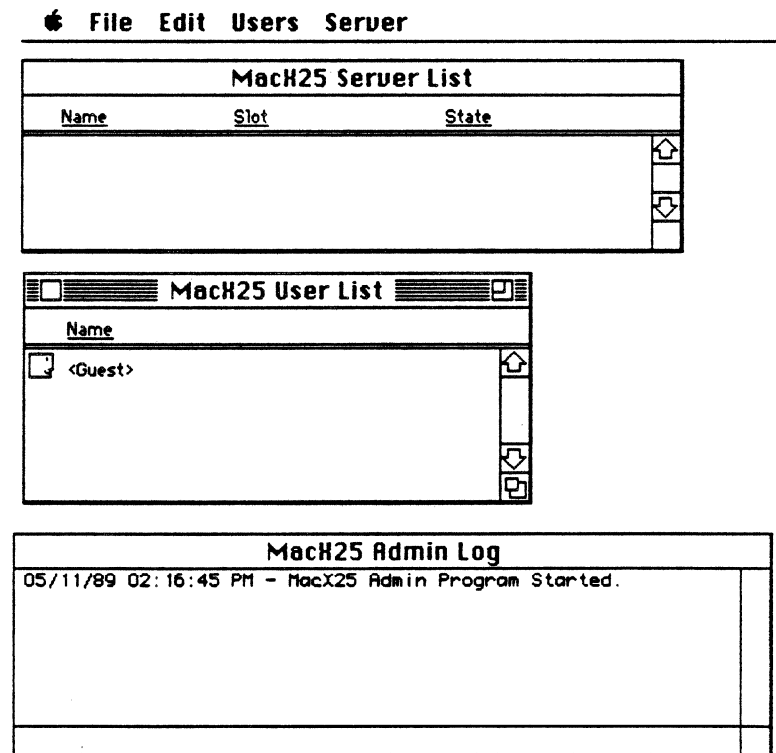 File Edit Users Server
MacX25 Server List
Name Slot State
MacX25 User List
Name
<Guest>
MacX25 Admin Log
05/11/89 02:16:45 PM - MacX25 Admin Program Started.